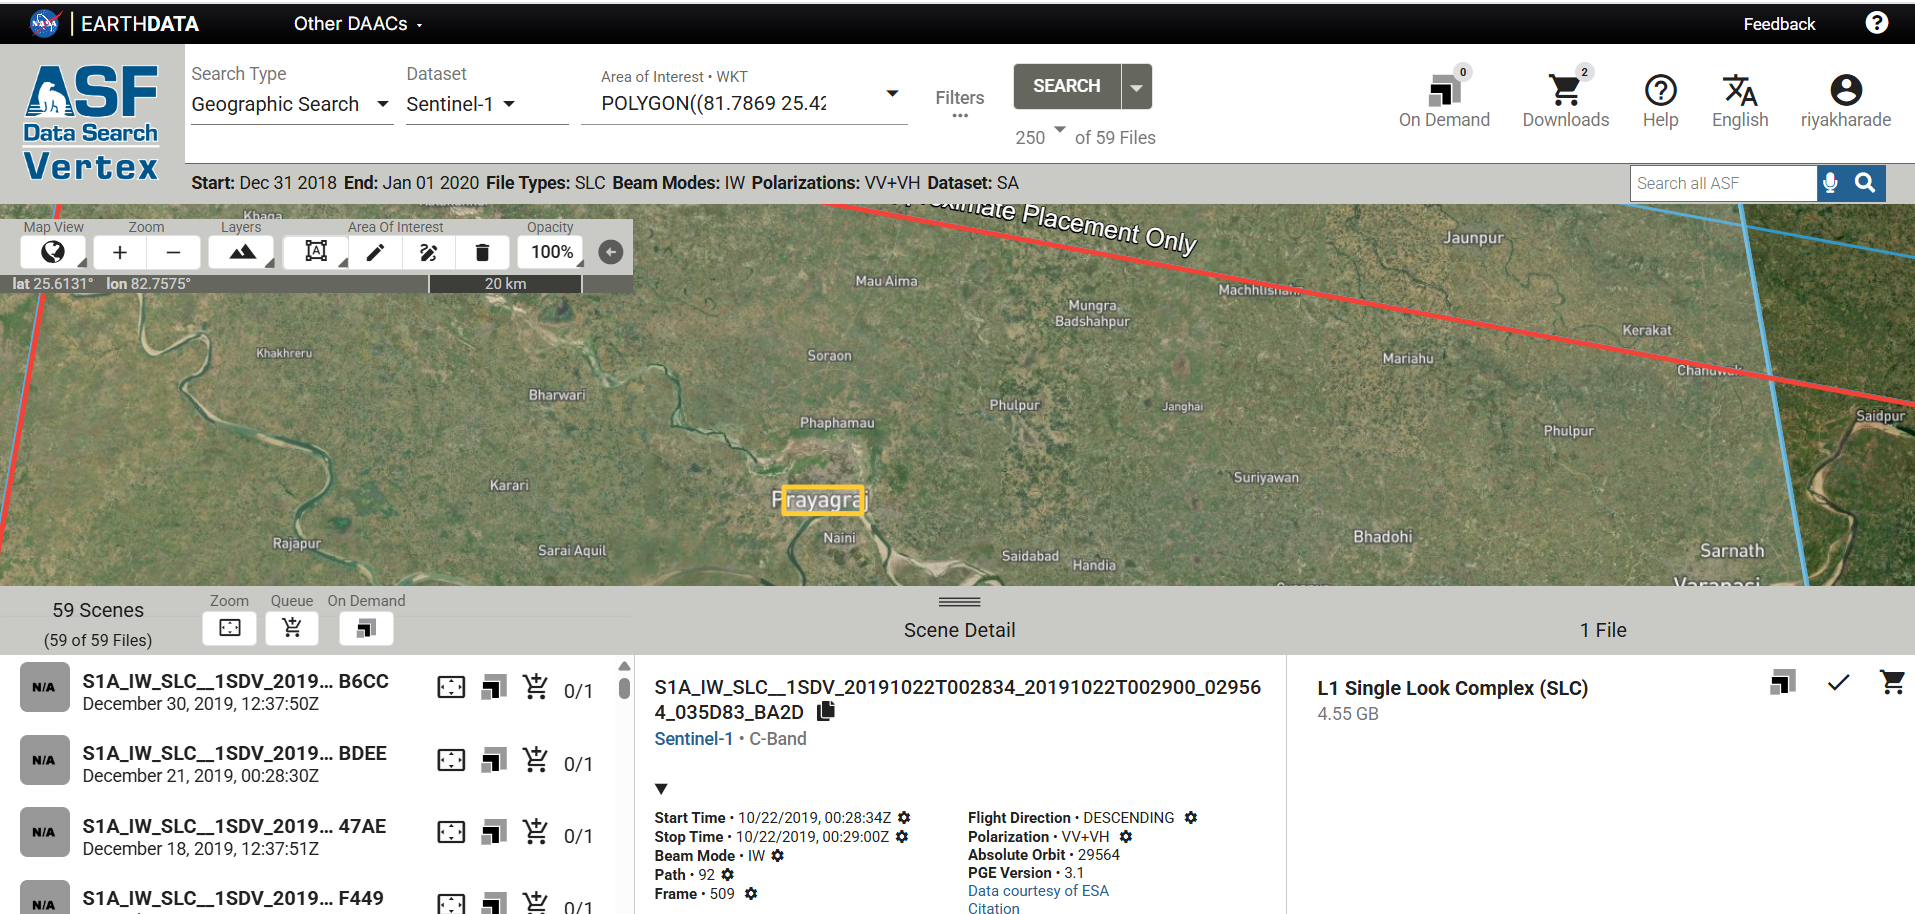 NASA | EARTHDATA
Other DAACs
Feedback
?
ASF
Data Search
Vertex
Search Type
Geographic Search
Dataset
Sentinel-1
Area of Interest • WKT
POLYGON((81.7869 25.42
Filters
SEARCH
250 of 59 Files
0
On Demand
2
Downloads
Help
English
riyakharade
Start: Dec 31 2018 End: Jan 01 2020 File Types: SLC Beam Modes: IW Polarizations: VV+VH Dataset: SA
Search all ASF
Map View
Zoom
Layers
Area Of Interest
Opacity
+
−
A
100%
lat 25.6131° lon 82.7575°
20 km
Khaga
Placement Only
Jaunpur
Mau Aima
Machhlishahr
Mungra
Badshahpur
Kerakat
Khakhreru
Soraon
Mariahu
Chandwak
Bharwari
Phulpur
Janghai
Saidpur
Phaphamau
Phulpur
Karari
Suriyawan
Prayagraj
Rajapur
Naini
Sarai Aquil
Saidabad
Handia
Bhadohi
Sarnath
Varanasi
59 Scenes
(59 of 59 Files)
Zoom
Queue
On Demand
Scene Detail
1 File
N/A
S1A_IW_SLC__1SDV_2019... B6CC
December 30, 2019, 12:37:50Z
0/1
N/A
S1A_IW_SLC__1SDV_2019... BDEE
December 21, 2019, 00:28:30Z
0/1
N/A
S1A_IW_SLC__1SDV_2019... 47AE
December 18, 2019, 12:37:51Z
0/1
N/A
S1A_IW_SLC__1SDV_2019... F449
0/1
S1A_IW_SLC__1SDV_20191022T002834_20191022T002900_02956
4_035D83_BA2D
Sentinel-1 • C-Band
Start Time • 10/22/2019, 00:28:34Z
Stop Time • 10/22/2019, 00:29:00Z
Beam Mode • IW
Path • 92
Frame • 509
Flight Direction • DESCENDING
Polarization • VV+VH
Absolute Orbit • 29564
PGE Version • 3.1
Data courtesy of ESA
Citation
L1 Single Look Complex (SLC)
4.55 GB